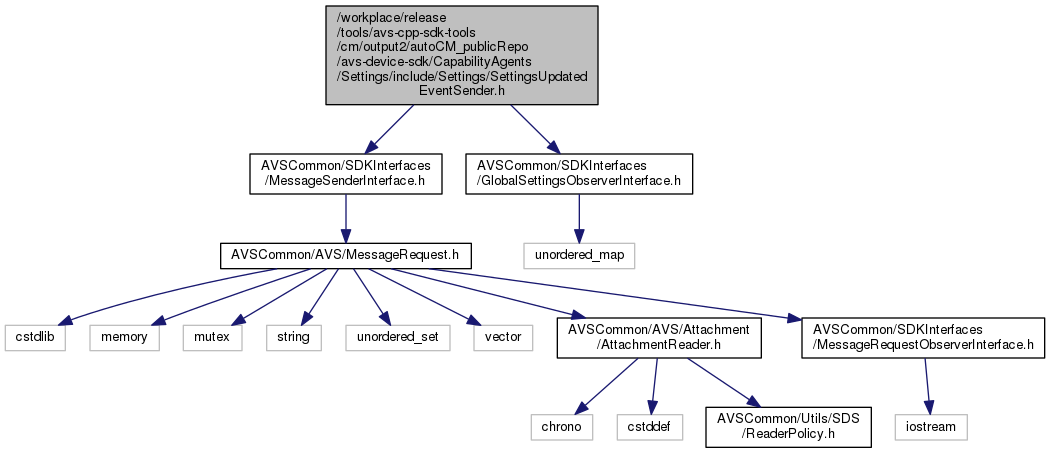 /workplace/release
/tools/avs-cpp-sdk-tools
/cm/output2/autoCM_publicRepo
/avs-device-sdk/CapabilityAgents
/Settings/include/Settings/SettingsUpdated
EventSender.h
AVSCommon/SDKInterfaces
/MessageSenderInterface.h
AVSCommon/SDKInterfaces
/GlobalSettingsObserverInterface.h
AVSCommon/AVS/MessageRequest.h
unordered_map
cstdlib
memory
mutex
string
unordered_set
vector
AVSCommon/AVS/Attachment
/AttachmentReader.h
AVSCommon/SDKInterfaces
/MessageRequestObserverInterface.h
chrono
cstddef
AVSCommon/Utils/SDS
/ReaderPolicy.h
iostream